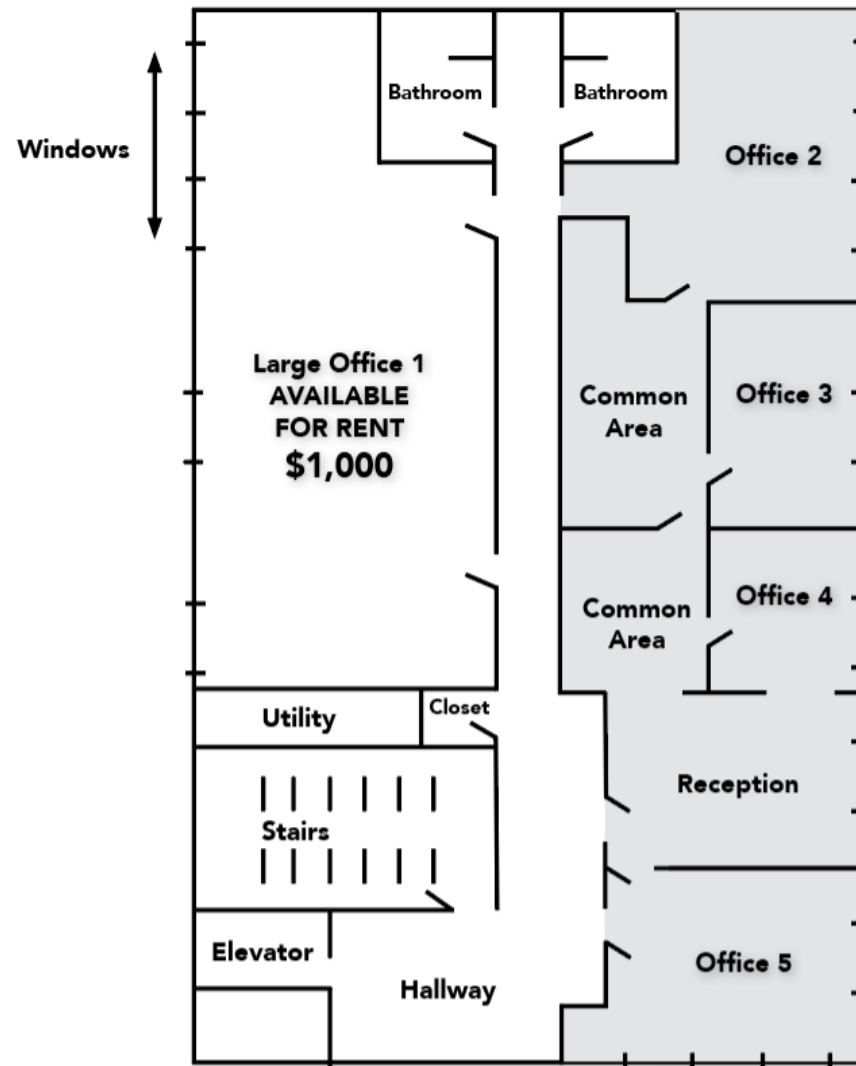 Bathroom
Bathroom
Windows
Office 2
Large Office 1
AVAILABLE
FOR RENT
$1,000
Common
Area
Office 3
Common
Area
Office 4
Utility
Closet
Reception
Stairs
Elevator
Hallway
Office 5